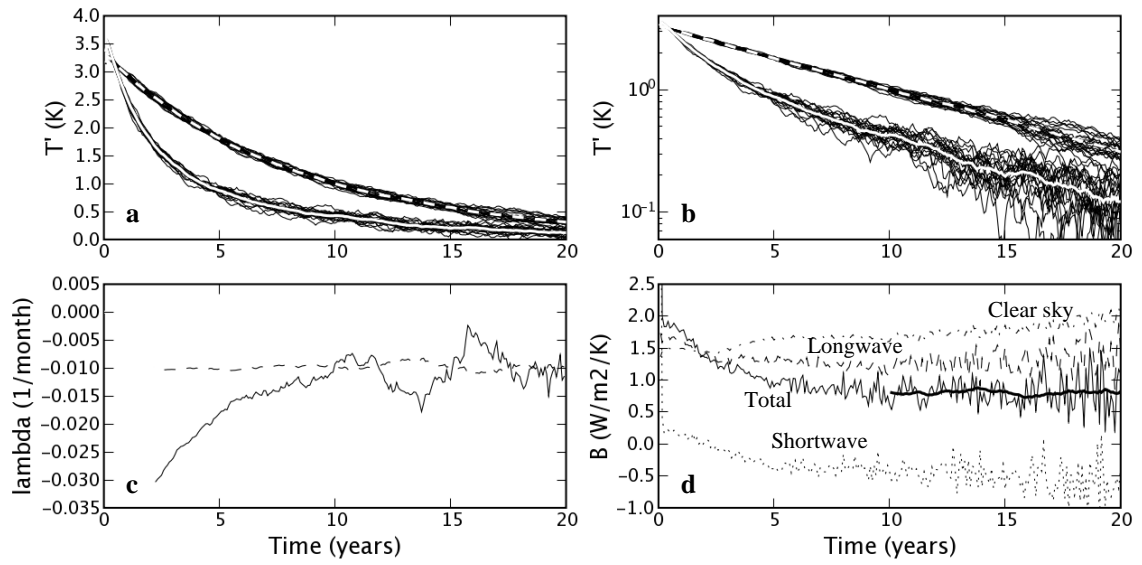 4.0
3.5
3.0
2.5
2.0
1.5
1.0
0.5
0.0
T' (K)
a
0 5 10 15 20
10⁰
10⁻¹
T' (K)
b
0 5 10 15 20
0.005
0.000
−0.005
−0.010
−0.015
−0.020
−0.025
−0.030
−0.035
lambda (1/month)
c
0 5 10 15 20
Time (years)
2.5
2.0
1.5
1.0
0.5
0.0
−0.5
−1.0
B (W/m2/K)
Clear sky
Longwave
Total
Shortwave
d
0 5 10 15 20
Time (years)